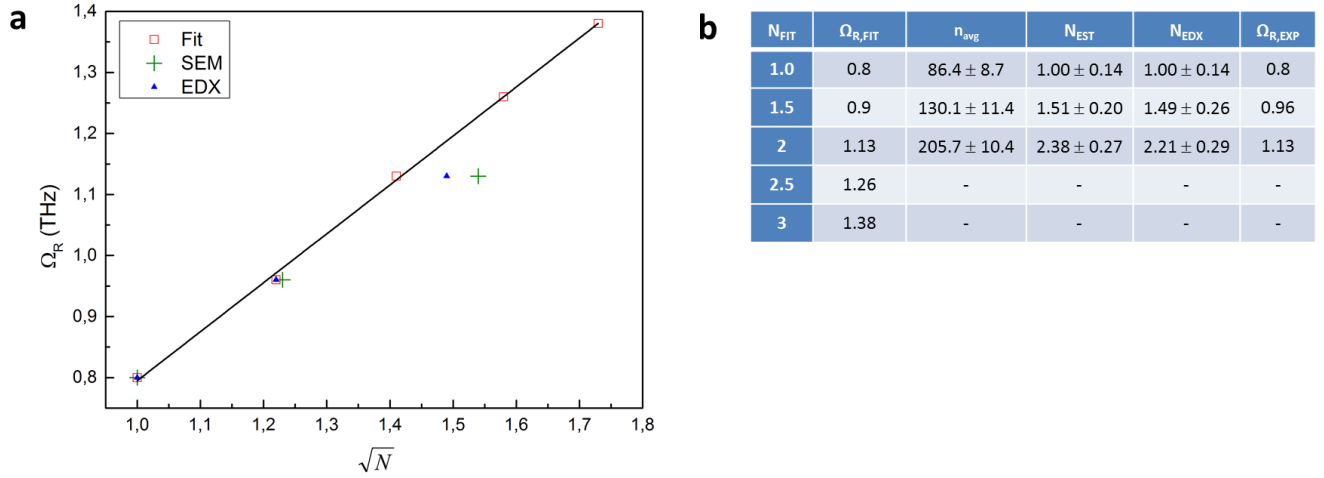 a
1,4
1,3
1,2
1,1
1,0
0,9
0,8
Ω_R (THz)
Fit
SEM
EDX
1,0 1,1 1,2 1,3 1,4 1,5 1,6 1,7 1,8
√N
b
N_FIT Ω_R,FIT n_avg N_EST N_EDX Ω_R,EXP
1.0 0.8 86.4 ± 8.7 1.00 ± 0.14 1.00 ± 0.14 0.8
1.5 0.9 130.1 ± 11.4 1.51 ± 0.20 1.49 ± 0.26 0.96
2 1.13 205.7 ± 10.4 2.38 ± 0.27 2.21 ± 0.29 1.13
2.5 1.26 - - - -
3 1.38 - - - -